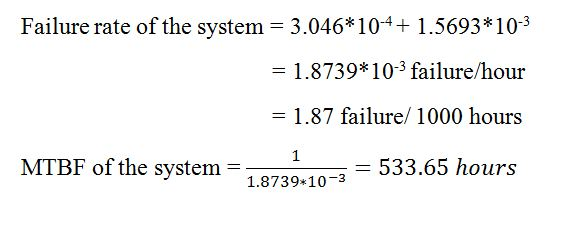 Failure rate of the system = 3.046*10⁻⁴ + 1.5693*10⁻³
= 1.8739*10⁻³ failure/hour
= 1.87 failure/ 1000 hours
MTBF of the system = 1/1.8739∗10⁻³ = 533.65 hours